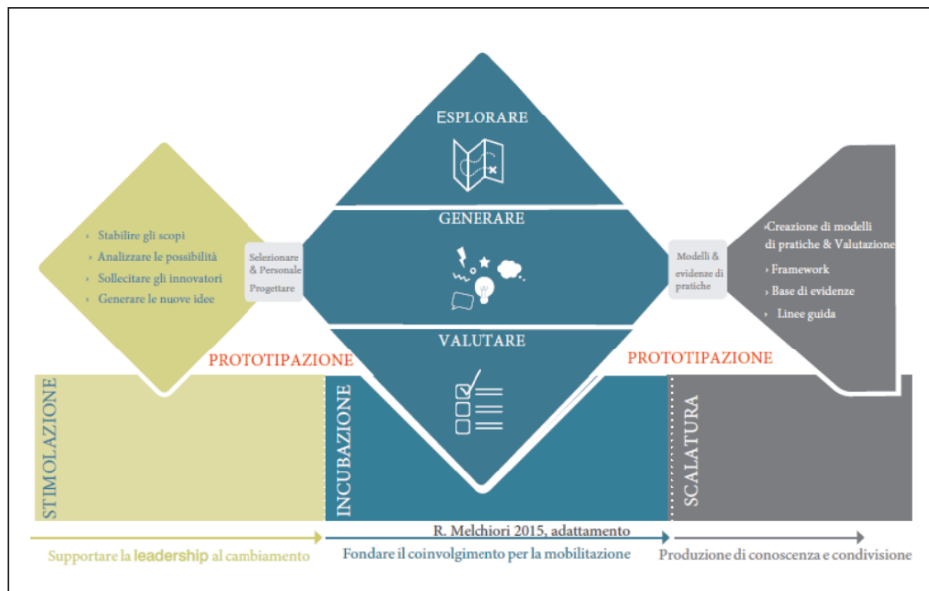 ESPLORARE
GENERARE
VALUTARE
› Stabilire gli scopi
› Analizzare le possibilità
› Sollecitare gli innovatori
› Generare le nuove idee
Selezionare
& Personale
Progettare
Modelli &
evidenze di
pratiche
›Creazione di modelli
di pratiche & Valutazione
› Framework
› Base di evidenze
› Linee guida
PROTOTIPAZIONE
PROTOTIPAZIONE
STIMOLAZIONE
INCUBAZIONE
SCALATURA
R. Melchiori 2015, adattamento
Supportare la leadership al cambiamento
Fondare il coinvolgimento per la mobilitazione
Produzione di conoscenza e condivisione